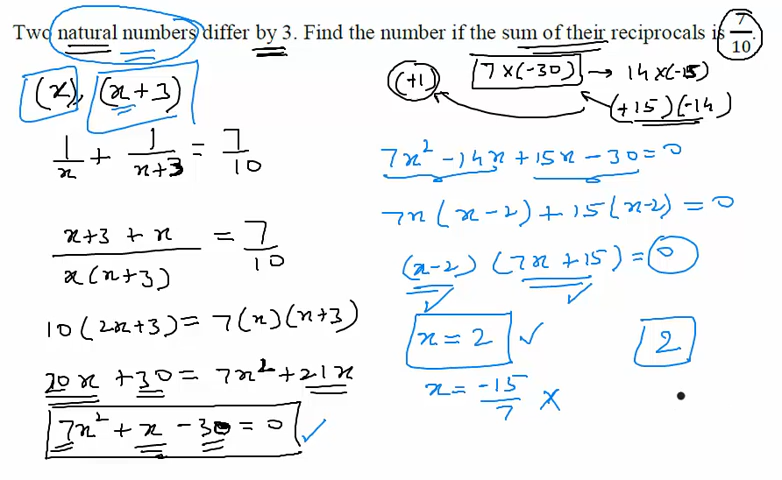 Two natural numbers differ by 3. Find the number if the sum of their reciprocals is 7/10.
(x), (x+3)
1/x + 1/(x+3) = 7/10
(x+3+x)/(x(x+3)) = 7/10
10(2x+3) = 7(x)(x+3)
20x + 30 = 7x² + 21x
7x² + x - 30 = 0 ✓
(+1) 7×(-30) → 14×(-15)
(+15)(-14)
7x² - 14x + 15x - 30 = 0
7x(x-2) + 15(x-2) = 0
(x-2) (7x+15) = 0
x = 2 ✓
x = -15/7 ×
2